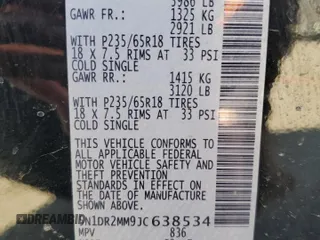 3986 LB
GAWR FR.: 1325 KG
2921 LB
WITH P235/65R18 TIRES
18 X 7.5 RIMS AT 33 PSI
COLD SINGLE
GAWR RR.: 1415 KG
3120 LB
WITH P235/65R18 TIRES
18 X 7.5 RIMS AT 33 PSI
COLD SINGLE
THIS VEHICLE CONFORMS TO
ALL APPLICABLE FEDERAL
MOTOR VEHICLE SAFETY AND
THEFT PREVENTION
STANDARDS IN EFFECT ON
THE DATE OF MANUFACTURE
SHOWN ABOVE.
N1DR2MM9JC638534
MPV 836